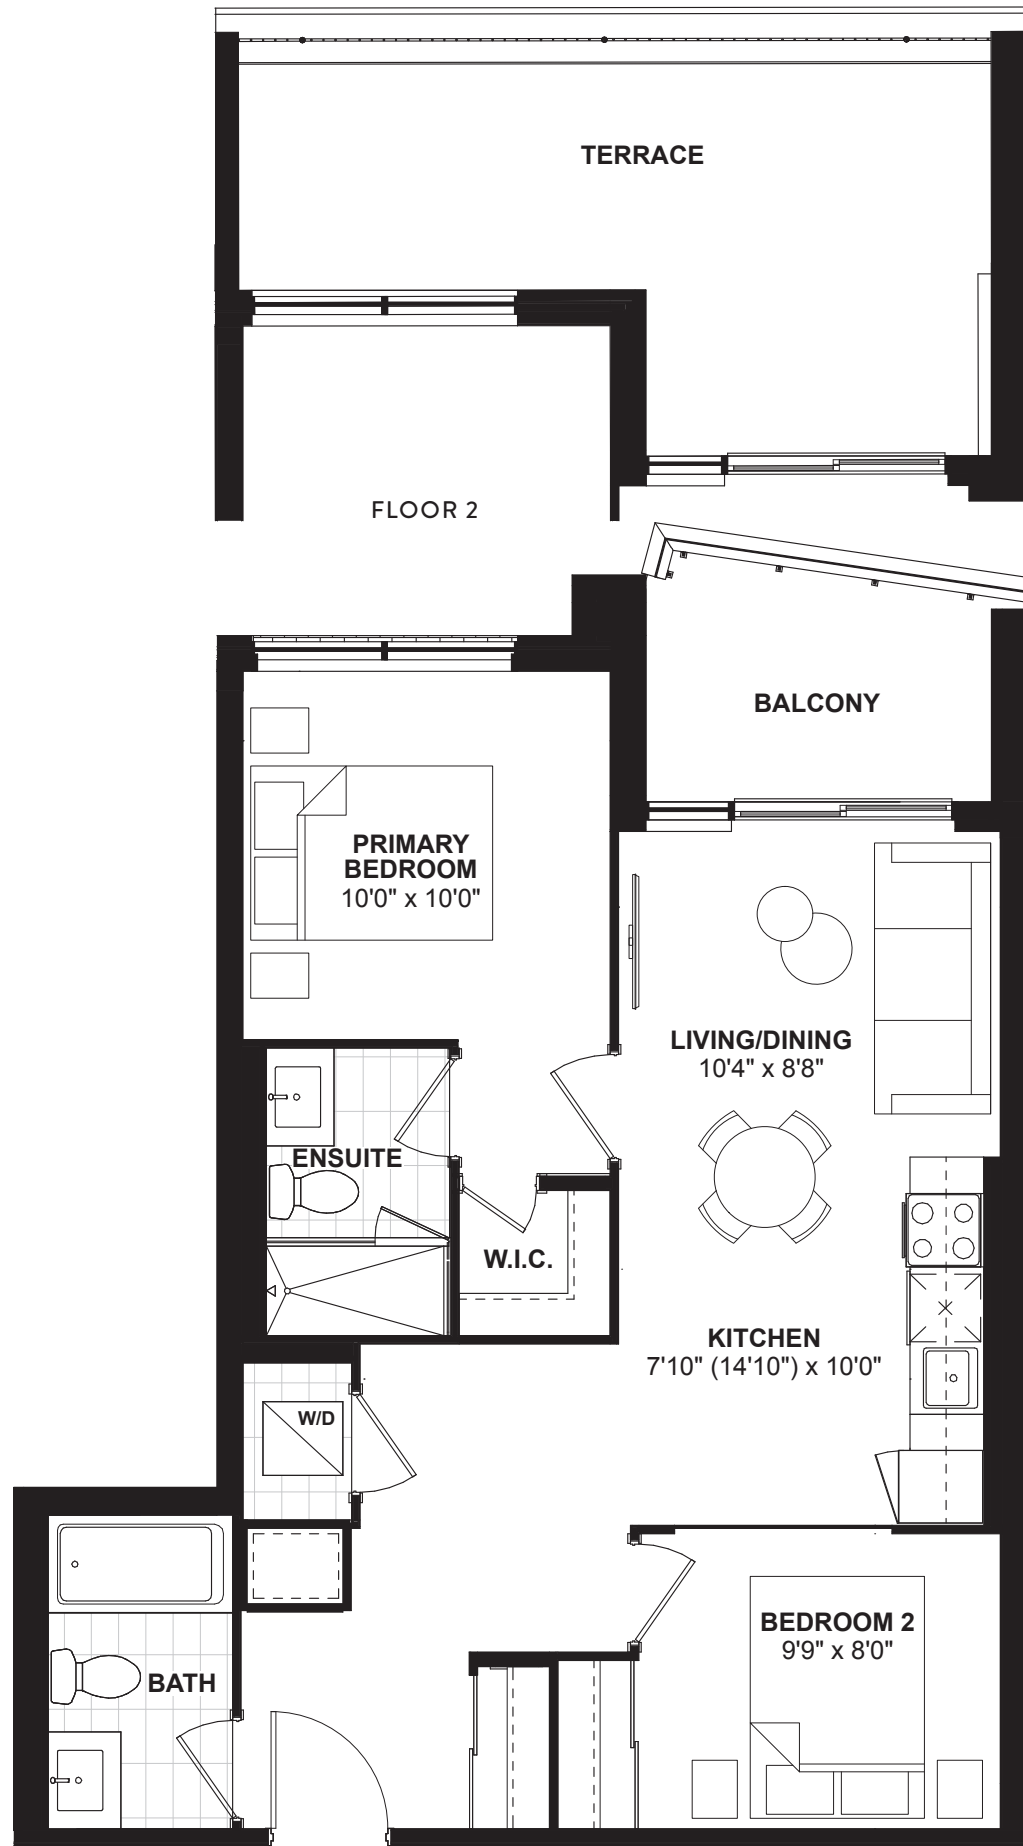 TERRACE
FLOOR 2
BALCONY
PRIMARY
BEDROOM
10'0" x 10'0"
LIVING/DINING
10'4" x 8'8"
ENSUITE
W.I.C.
KITCHEN
7'10" (14'10") x 10'0"
W/D
BEDROOM 2
9'9" x 8'0"
BATH